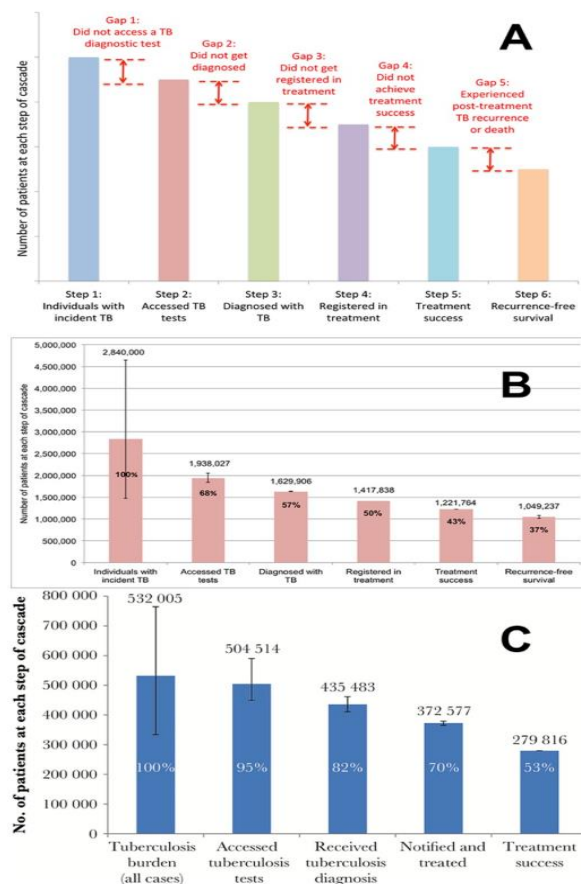 Gap 1:
Did not access a TB
diagnostic test
A
Gap 2:
Did not get
diagnosed
Gap 3:
Did not get
registered in
treatment
Gap 4:
Did not
achieve
treatment
success
Gap 5:
Experienced
post-treatment
TB recurrence
or death
Number of patients at each step of cascade
Step 1:
Individuals with
incident TB
Step 2:
Accessed TB
tests
Step 3:
Diagnosed with
TB
Step 4:
Registered in
treatment
Step 5:
Treatment
success
Step 6:
Recurrence-free
survival
B
Number of patients at each step of cascade
5,000,000
4,500,000
4,000,000
3,500,000
3,000,000
2,500,000
2,000,000
1,500,000
1,000,000
500,000
0
2,840,000
100%
1,938,027
68%
1,629,906
57%
1,417,838
50%
1,221,764
43%
1,049,237
37%
Individuals with
incident TB
Accessed TB
tests
Diagnosed with
TB
Registered in
treatment
Treatment
success
Recurrence-free
survival
C
No. of patients at each step of cascade
800 000
700 000
600 000
500 000
400 000
300 000
200 000
100 000
0
532 005
100%
504 514
95%
435 483
82%
372 577
70%
279 816
53%
Tuberculosis
burden
(all cases)
Accessed
tuberculosis
tests
Received
tuberculosis
diagnosis
Notified and
treated
Treatment
success